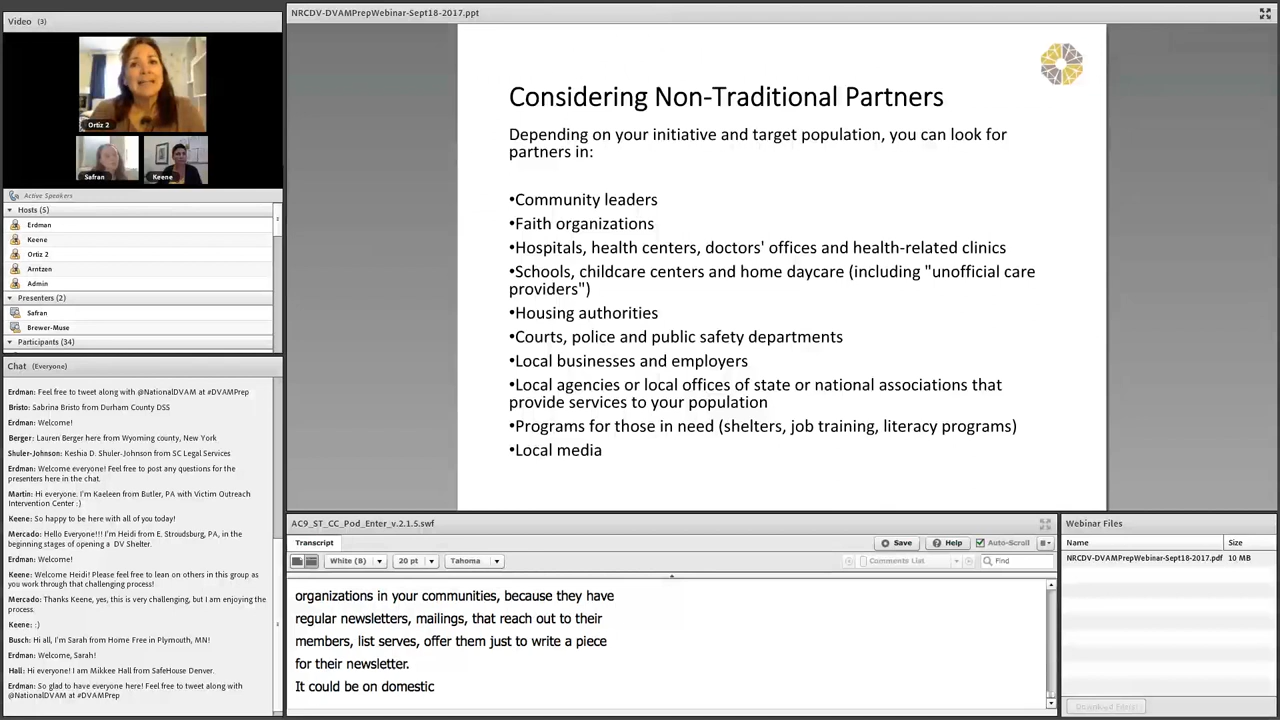 Video (3)
Ortiz 2
Safran
Keene
Active Speakers
Hosts (5)
Erdman
Keene
Ortiz 2
Arntzen
Admin
Presenters (2)
Safran
Brewer-Muse
Participants (34)
Chat (Everyone)
Erdman: Feel free to tweet along with @NationalDVAM at #DVAMPrep
Bristo: Sabrina Bristo from Durham County DSS
Erdman: Welcome!
Berger: Lauren Berger here from Wyoming county, New York
Shuler-Johnson: Keshia D. Shuler-Johnson from SC Legal Services
Erdman: Welcome everyone! Feel free to post any questions for the
presenters here in the chat.
Martin: Hi everyone. I'm Kaeleen from Butler, PA with Victim Outreach
Intervention Center :)
Keene: So happy to be here with all of you today!
Mercado: Hello Everyone!!! I'm Heidi from E. Stroudsburg, PA, in the
beginning stages of opening a DV Shelter.
Erdman: Welcome!
Keene: Welcome Heidi! Please feel free to lean on others in this group as
you work through that challenging process!
Mercado: Thanks Keene, yes, this is very challenging, but I am enjoying the
process.
Keene: :)
Busch: Hi all, I'm Sarah from Home Free in Plymouth, MN!
Erdman: Welcome, Sarah!
Hall: Hi everyone! I am Mikkee Hall from SafeHouse Denver.
Erdman: So glad to have everyone here! Feel free to tweet along with
@NationalDVAM at #DVAMPrep
NRCDV-DVAMPrepWebinar-Sept18-2017.ppt
Considering Non-Traditional Partners
Depending on your initiative and target population, you can look for
partners in:
•Community leaders
•Faith organizations
•Hospitals, health centers, doctors' offices and health-related clinics
•Schools, childcare centers and home daycare (including "unofficial care
providers")
•Housing authorities
•Courts, police and public safety departments
•Local businesses and employers
•Local agencies or local offices of state or national associations that
provide services to your population
•Programs for those in need (shelters, job training, literacy programs)
•Local media
AC9_ST_CC_Pod_Enter_v.2.1.5.swf
Transcript
Save
Help
Auto-Scroll
White (B)
20 pt
Tahoma
Comments List
Find
organizations in your communities, because they have
regular newsletters, mailings, that reach out to their
members, list serves, offer them just to write a piece
for their newsletter.
It could be on domestic
Webinar Files
Name Size
NRCDV-DVAMPrepWebinar-Sept18-2017.pdf 10 MB
Download File(s)